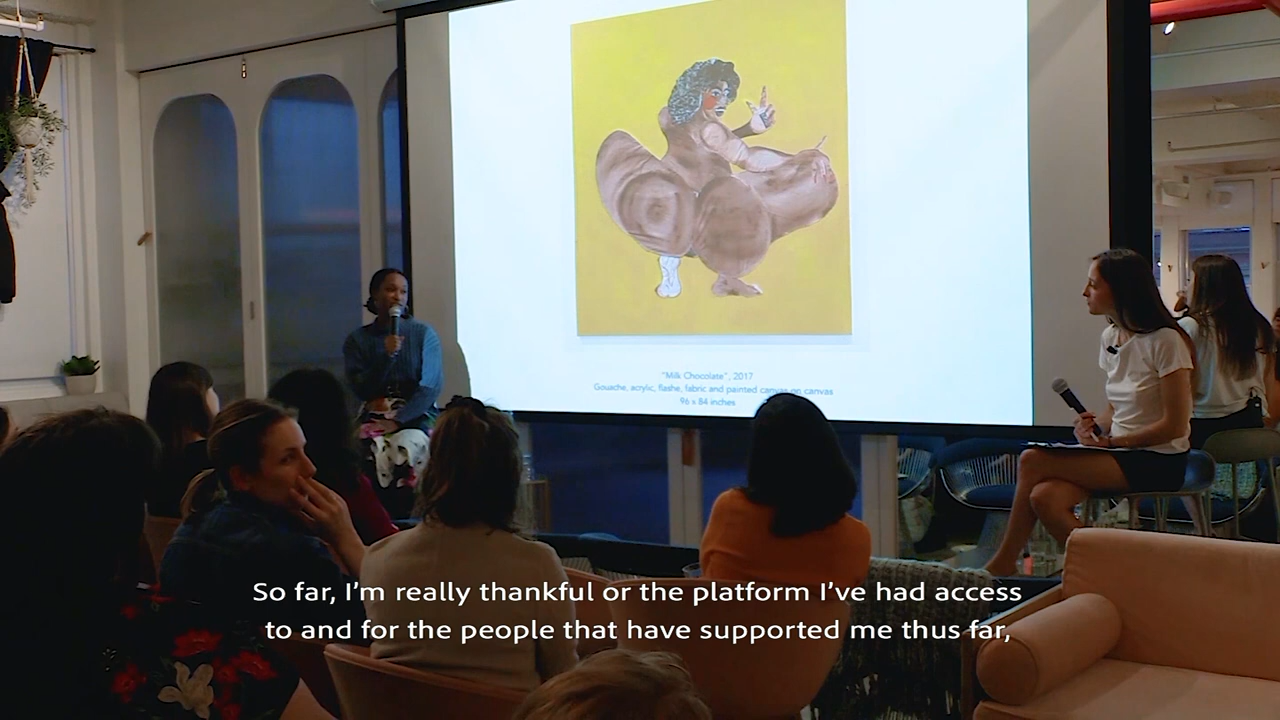 "Milk Chocolate", 2017
Gouache, acrylic, flashe, fabric and painted canvas on canvas
96 x 84 inches
So far, I'm really thankful or the platform I've had access
to and for the people that have supported me thus far,